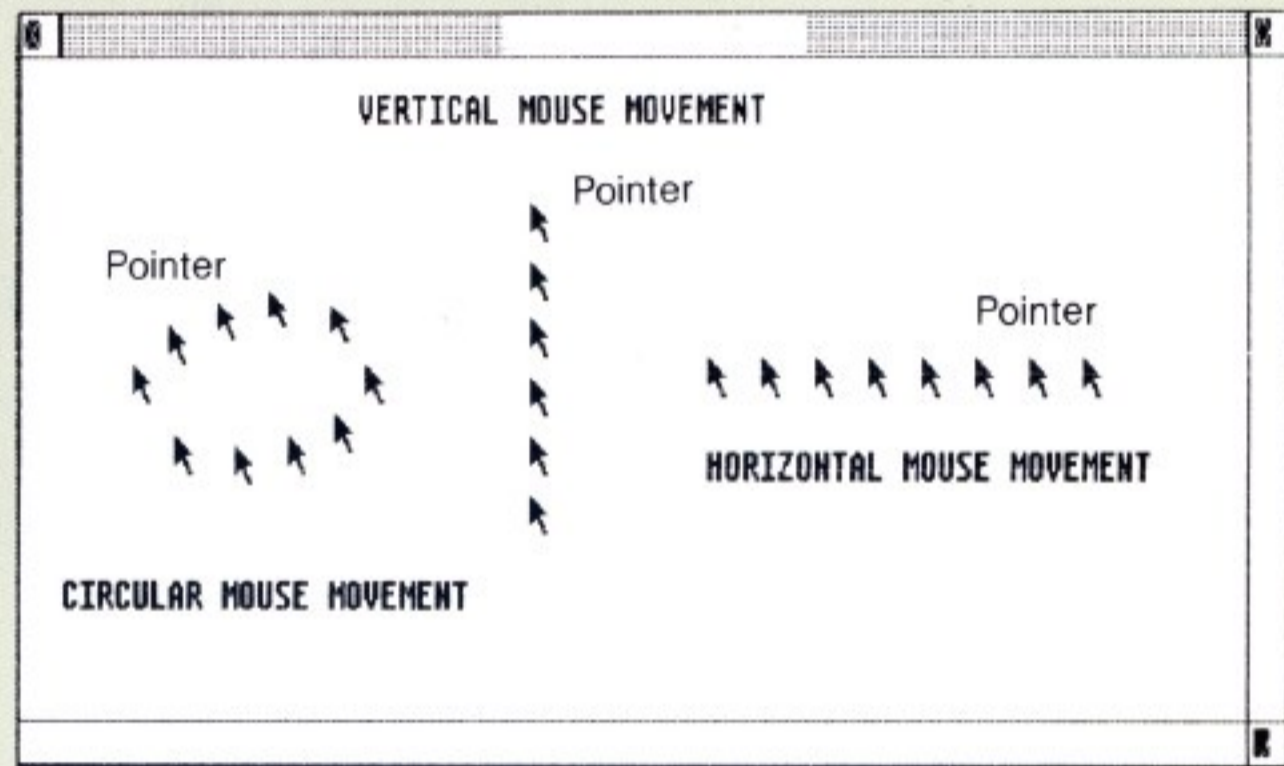 VERTICAL MOUSE MOVEMENT
Pointer
Pointer
Pointer
HORIZONTAL MOUSE MOVEMENT
CIRCULAR MOUSE MOVEMENT